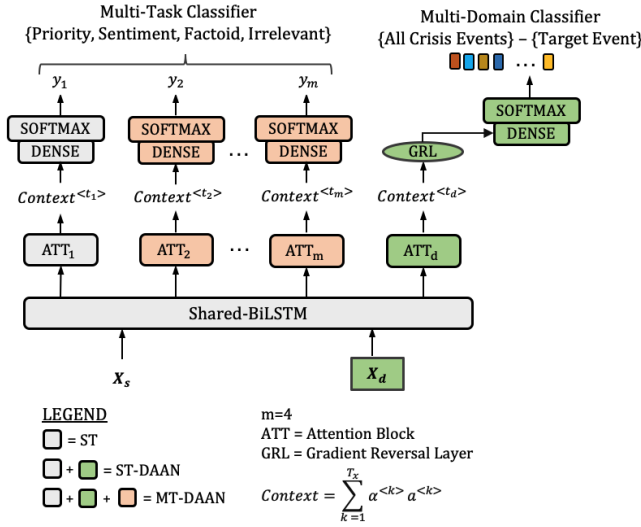 Multi-Task Classifier
{Priority, Sentiment, Factoid, Irrelevant}
Multi-Domain Classifier
{All Crisis Events} – {Target Event}
...
y₁ y₂ yₘ
SOFTMAX SOFTMAX SOFTMAX SOFTMAX
DENSE DENSE ... DENSE DENSE
GRL
Context<t₁> Context<t₂> Context<tₘ> Context<t_d>
ATT₁ ATT₂ ... ATTₘ ATT_d
Shared-BiLSTM
Xₛ X_d
LEGEND
= ST
+ = ST-DAAN
+ + = MT-DAAN
m=4
ATT = Attention Block
GRL = Gradient Reversal Layer
Context = ∑_{k=1}^{Tₓ} α<k> a<k>